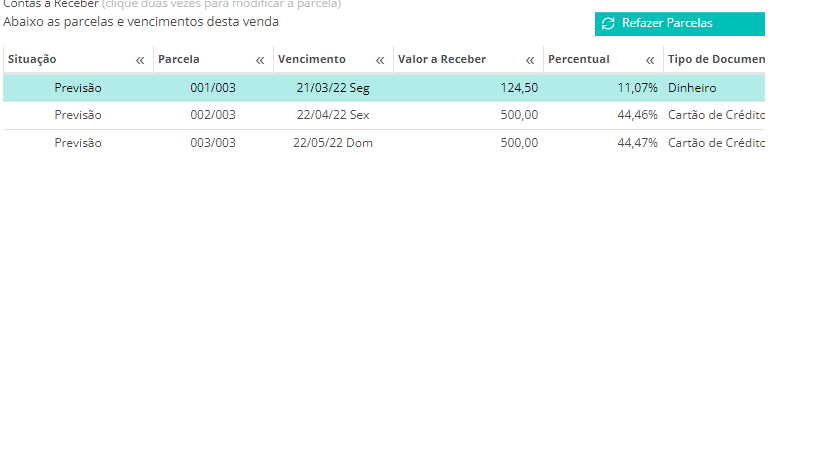 Contas a Receber (clique duas vezes para modificar a parcela)
Abaixo as parcelas e vencimentos desta venda
Refazer Parcelas
Situação « Parcela « Vencimento « Valor a Receber « Percentual « Tipo de Documen
Previsão 001/003 21/03/22 Seg 124,50 11,07% Dinheiro
Previsão 002/003 22/04/22 Sex 500,00 44,46% Cartão de Crédito
Previsão 003/003 22/05/22 Dom 500,00 44,47% Cartão de Crédito